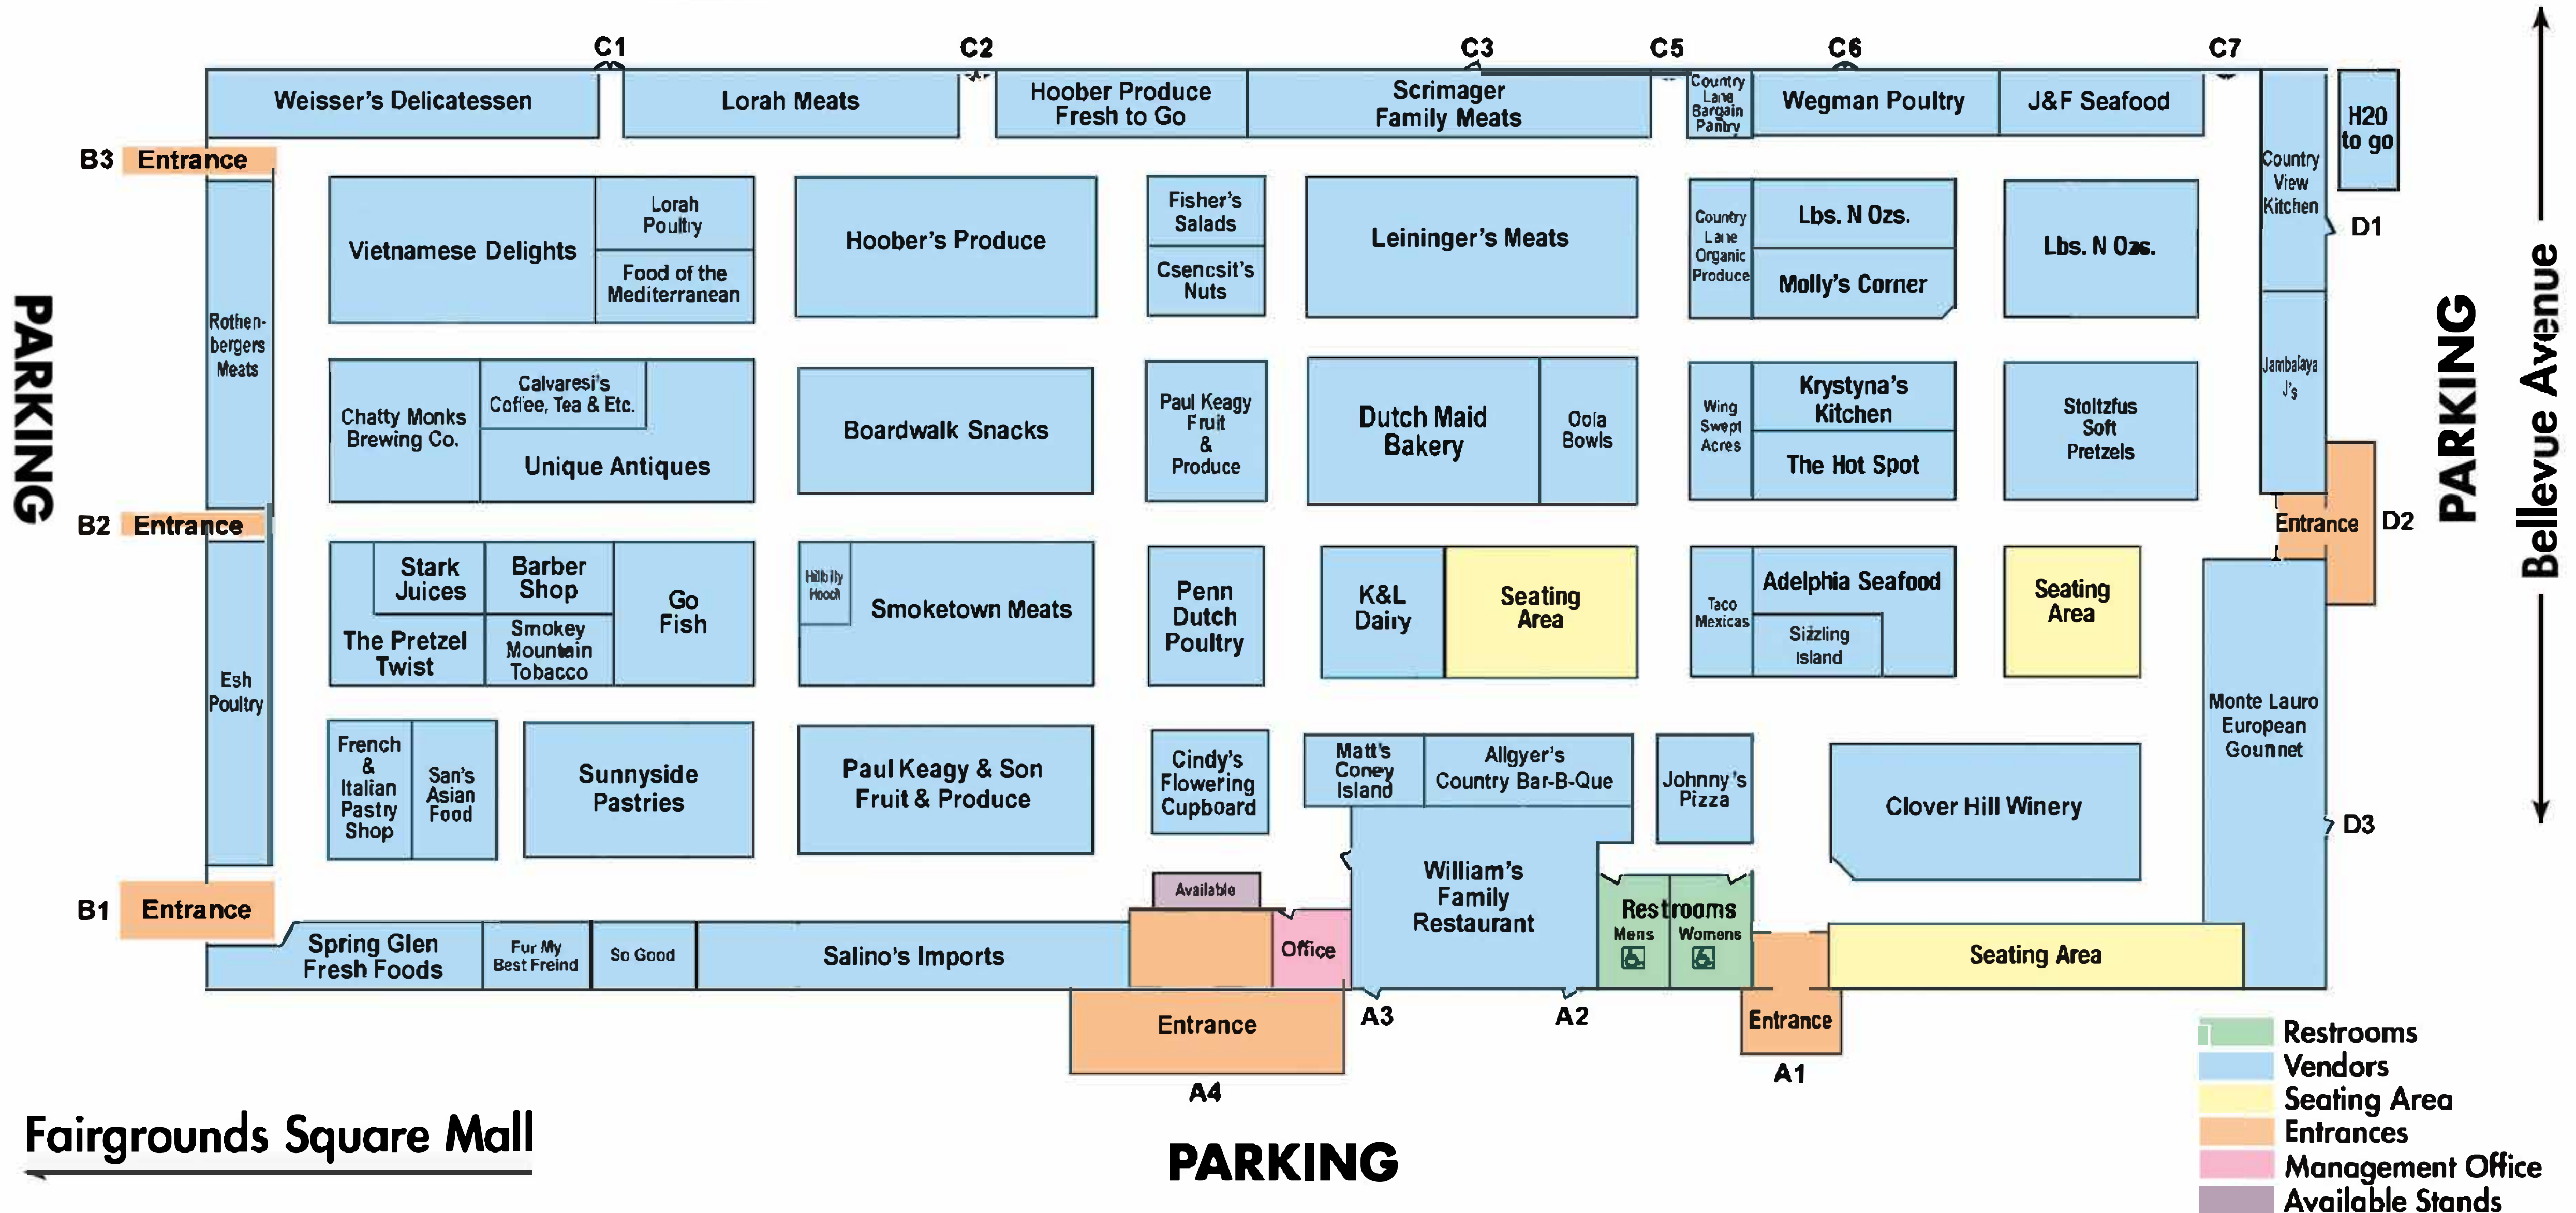 C1
C2
C3
C5
C6
C7
Weisser's Delicatessen
Lorah Meats
Hoober Produce
Fresh to Go
Scrimager
Family Meats
Country
Lane
Bargain
Pantry
Wegman Poultry
J&F Seafood
H20
to go
B3
Entrance
Country
View
Kitchen
D1
Vietnamese Delights
Lorah
Poultry
Food of the
Mediterranean
Hoober's Produce
Fisher's
Salads
Csencsit's
Nuts
Leininger's Meats
Country
Lane
Organic
Produce
Lbs. N Ozs.
Molly's Corner
Lbs. N Ozs.
PARKING
Rothen-
bergers
Meats
Jambalaya
J's
PARKING
Bellevue Avenue
Chatty Monks
Brewing Co.
Calvaresi's
Coffee, Tea & Etc.
Unique Antiques
Boardwalk Snacks
Paul Keagy
Fruit
&
Produce
Dutch Maid
Bakery
Oola
Bowls
Wing
Swept
Acres
Krystyna's
Kitchen
The Hot Spot
Stoltzfus
Soft
Pretzels
B2
Entrance
Entrance
D2
Stark
Juices
Barber
Shop
Go
Fish
The Pretzel
Twist
Smokey
Mountain
Tobacco
Hillbilly
Hooch
Smoketown Meats
Penn
Dutch
Poultry
K&L
Dairy
Seating
Area
Taco
Mexicas
Adelphia Seafood
Sizzling
Island
Seating
Area
Esh
Poultry
Monte Lauro
European
Gounnet
French
&
Italian
Pastry
Shop
San's
Asian
Food
Sunnyside
Pastries
Paul Keagy & Son
Fruit & Produce
Cindy's
Flowering
Cupboard
Matt's
Coney
Island
Allgyer's
Country Bar-B-Que
Johnny's
Pizza
Clover Hill Winery
D3
William's
Family
Restaurant
Available
Restrooms
Mens
Womens
B1
Entrance
Spring Glen
Fresh Foods
Fur My
Best Freind
So Good
Salino's Imports
Office
Seating Area
Entrance
A4
A3
A2
Entrance
A1
Restrooms
Vendors
Seating Area
Entrances
Management Office
Available Stands
Fairgrounds Square Mall
PARKING